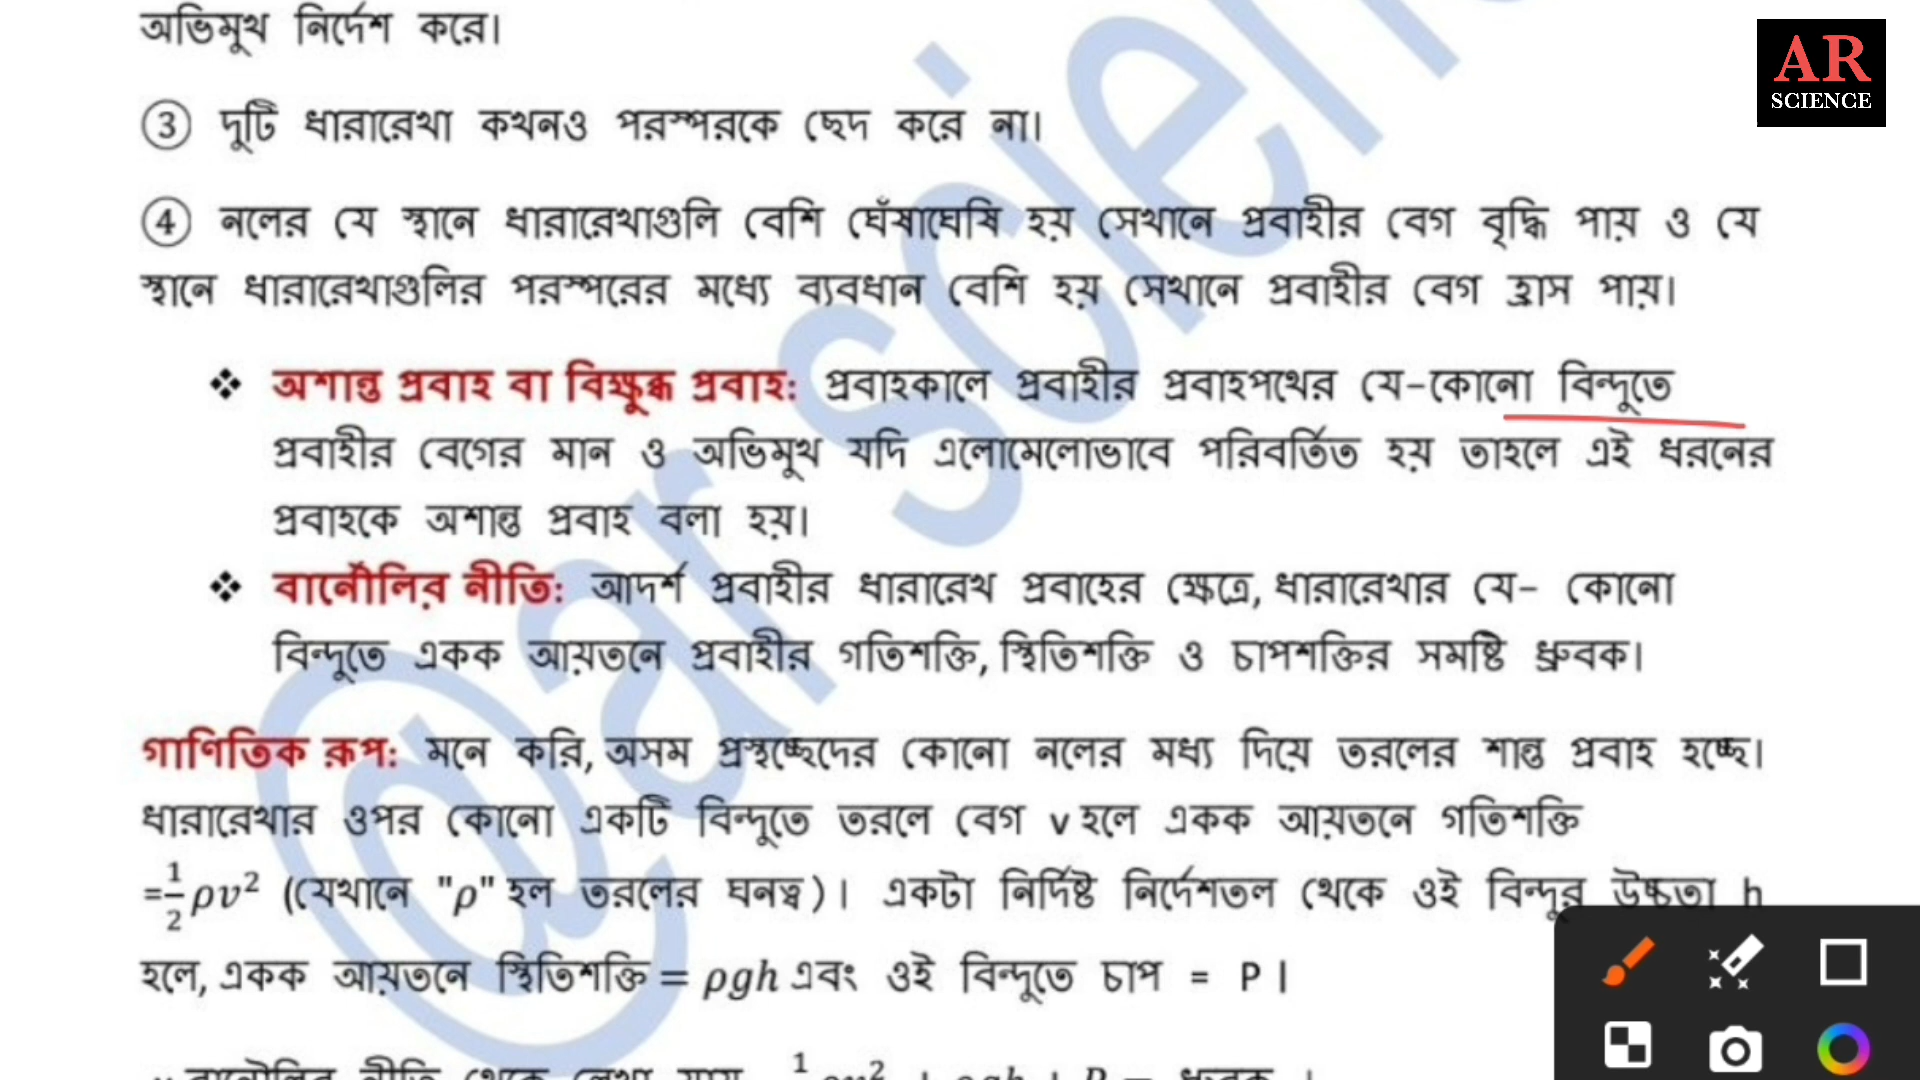 অভিমুখ নির্দেশ করে।
AR
SCIENCE
③ দুটি ধারারেখা কখনও পরস্পরকে ছেদ করে না।
④ নলের যে স্থানে ধারারেখাগুলি বেশি ঘেঁষাঘেষি হয় সেখানে প্রবাহীর বেগ বৃদ্ধি পায় ও যে
স্থানে ধারারেখাগুলির পরস্পরের মধ্যে ব্যবধান বেশি হয় সেখানে প্রবাহীর বেগ হ্রাস পায়।
❖ অশান্ত প্রবাহ বা বিক্ষুব্ধ প্রবাহ: প্রবাহকালে প্রবাহীর প্রবাহপথের যে-কোনো বিন্দুতে
প্রবাহীর বেগের মান ও অভিমুখ যদি এলোমেলোভাবে পরিবর্তিত হয় তাহলে এই ধরনের
প্রবাহকে অশান্ত প্রবাহ বলা হয়।
❖ বার্নৌলির নীতি: আদর্শ প্রবাহীর ধারারেখ প্রবাহের ক্ষেত্রে, ধারারেখার যে- কোনো
বিন্দুতে একক আয়তনে প্রবাহীর গতিশক্তি, স্থিতিশক্তি ও চাপশক্তির সমষ্টি ধ্রুবক।
গাণিতিক রূপ: মনে করি, অসম প্রস্থচ্ছেদের কোনো নলের মধ্য দিয়ে তরলের শান্ত প্রবাহ হচ্ছে।
ধারারেখার ওপর কোনো একটি বিন্দুতে তরলে বেগ v হলে একক আয়তনে গতিশক্তি
=½ρv² (যেখানে "ρ" হল তরলের ঘনত্ব)। একটা নির্দিষ্ট নির্দেশতল থেকে ওই বিন্দুর উচ্চতা h
হলে, একক আয়তনে স্থিতিশক্তি = ρgh এবং ওই বিন্দুতে চাপ = P |
@ar scien